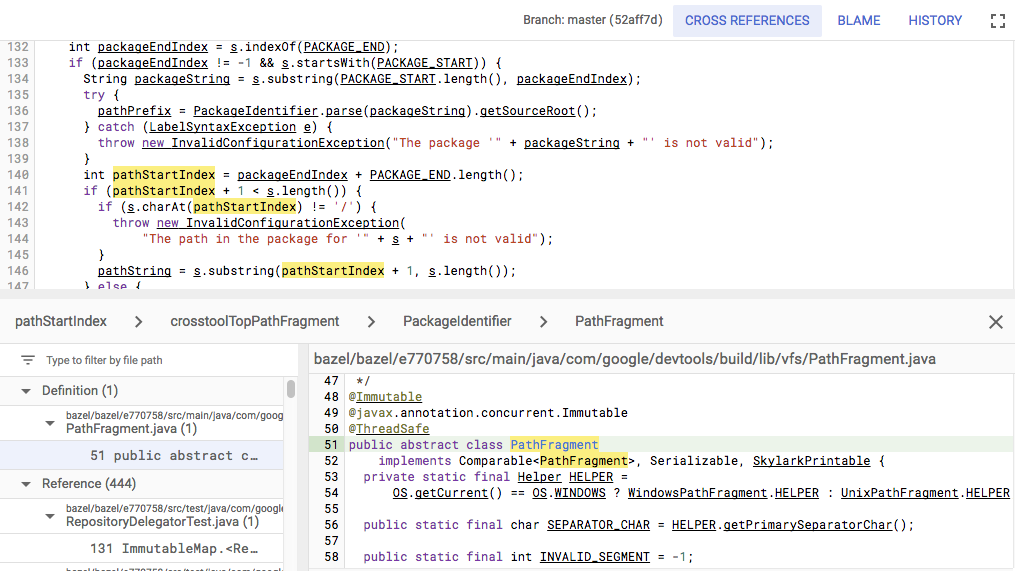 Branch: master (52aff7d) CROSS REFERENCES BLAME HISTORY
132 int packageEndIndex = s.indexOf(PACKAGE_END);
133 if (packageEndIndex != -1 && s.startsWith(PACKAGE_START)) {
134 String packageString = s.substring(PACKAGE_START.length(), packageEndIndex);
135 try {
136 pathPrefix = PackageIdentifier.parse(packageString).getSourceRoot();
137 } catch (LabelSyntaxException e) {
138 throw new InvalidConfigurationException("The package '" + packageString + "' is not valid");
139 }
140 int pathStartIndex = packageEndIndex + PACKAGE_END.length();
141 if (pathStartIndex + 1 < s.length()) {
142 if (s.charAt(pathStartIndex) != '/') {
143 throw new InvalidConfigurationException(
144 "The path in the package for '" + s + "' is not valid");
145 }
146 pathString = s.substring(pathStartIndex + 1, s.length());
147 } else {
pathStartIndex > crosstoolTopPathFragment > PackageIdentifier > PathFragment
Type to filter by file path
Definition (1)
bazel/bazel/e770758/src/main/java/com/goog
PathFragment.java (1)
51 public abstract c…
Reference (444)
bazel/bazel/e770758/src/test/java/com/google
RepositoryDelegatorTest.java (1)
131 ImmutableMap.<Re…
bazel/bazel/e770758/src/main/java/com/goog/bazel/bazel/e770758/src/main/java/com/google/devtools/build/lib/vfs/PathFragment.java
47 */
48 @Immutable
49 @javax.annotation.concurrent.Immutable
50 @ThreadSafe
51 public abstract class PathFragment
52 implements Comparable<PathFragment>, Serializable, SkylarkPrintable {
53 private static final Helper HELPER =
54 OS.getCurrent() == OS.WINDOWS ? WindowsPathFragment.HELPER : UnixPathFragment.HELPER
55
56 public static final char SEPARATOR_CHAR = HELPER.getPrimarySeparatorChar();
57
58 public static final int INVALID_SEGMENT = -1;